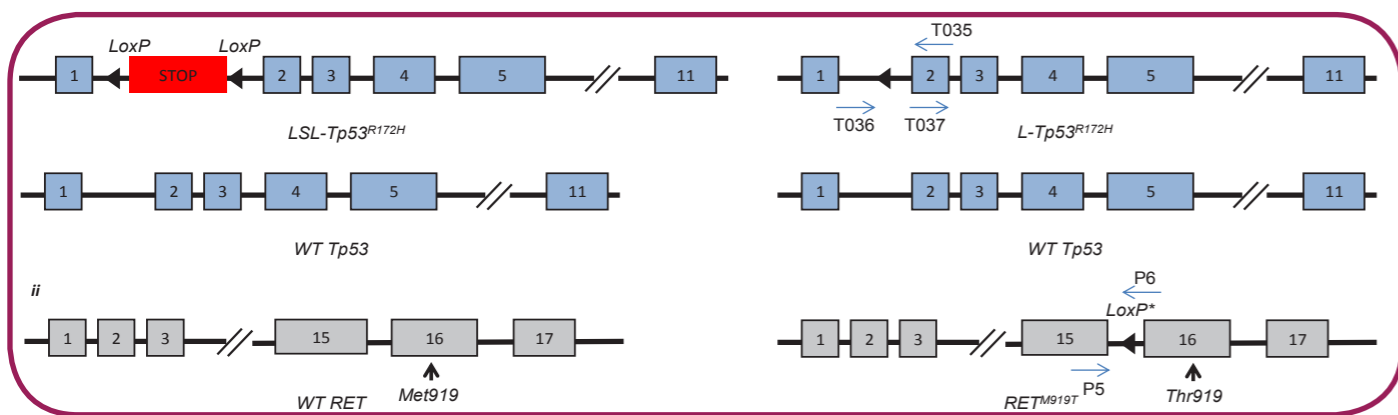 LoxP LoxP
1 STOP 2 3 4 5 11
LSL-Tp53R172H
T035
1 2 3 4 5 11
T036 T037
L-Tp53R172H
1 2 3 4 5 11
WT Tp53
1 2 3 4 5 11
WT Tp53
ii
1 2 3 15 16 17
Met919
WT RET
P6
LoxP*
1 2 3 15 16 17
P5
Thr919
RETM919T